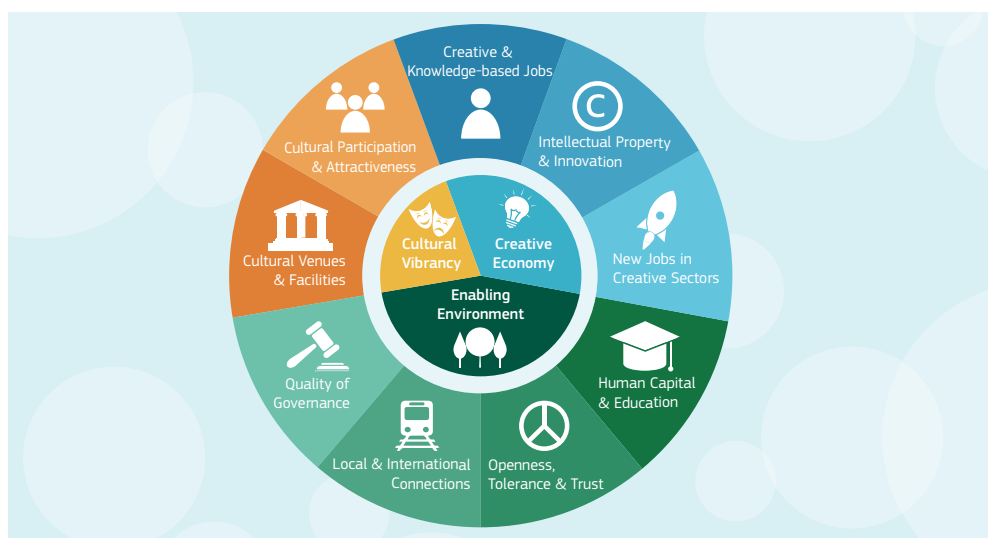 Creative &
Knowledge-based Jobs
C
Intellectual Property
& Innovation
New Jobs in
Creative Sectors
Human Capital
& Education
Openness,
Tolerance & Trust
Local & International
Connections
Quality of
Governance
Cultural Venues
& Facilities
Cultural Participation
& Attractiveness
Cultural
Vibrancy
Creative
Economy
Enabling
Environment